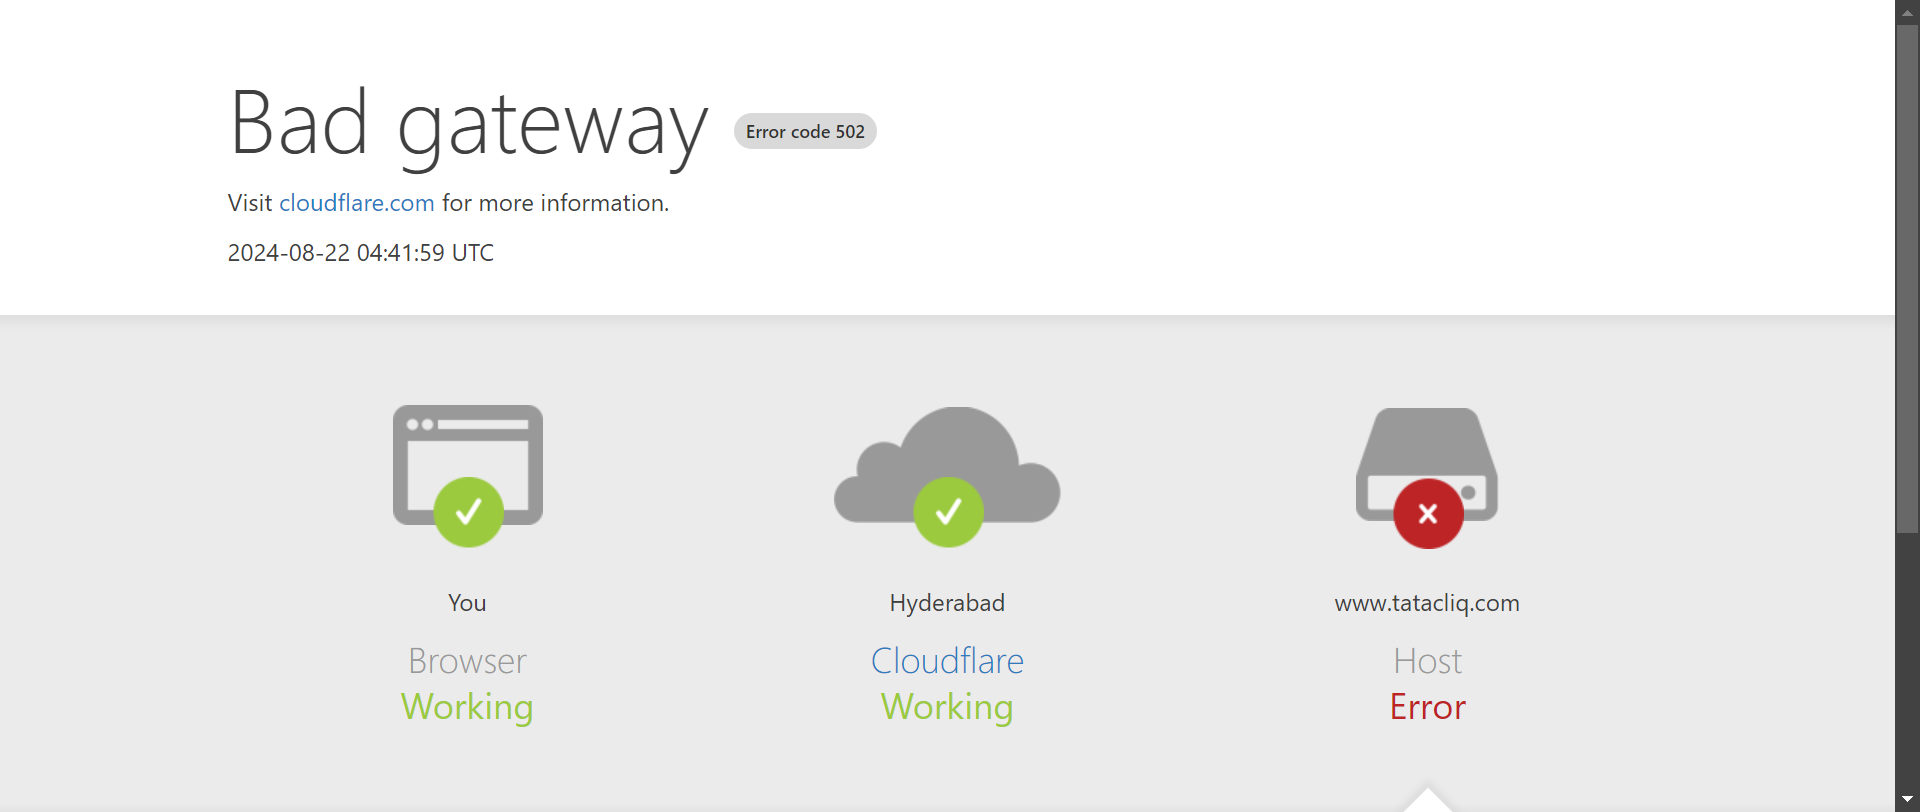 Bad gateway Error code 502
Visit cloudflare.com for more information.
2024-08-22 04:41:59 UTC
You
Browser
Working
Hyderabad
Cloudflare
Working
www.tatacliq.com
Host
Error